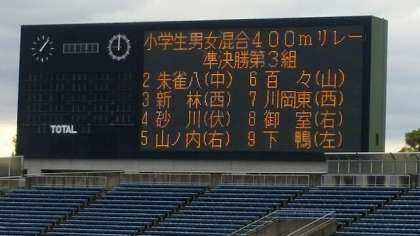 小学生男女混合400mリレー
準決勝第3組
2 朱雀八(中) 6 百々(山)
3 新林(西) 7 川岡東(西)
4 砂川(伏) 8 御室(右)
5 山ノ内(右) 9 下鴨(左)
TOTAL